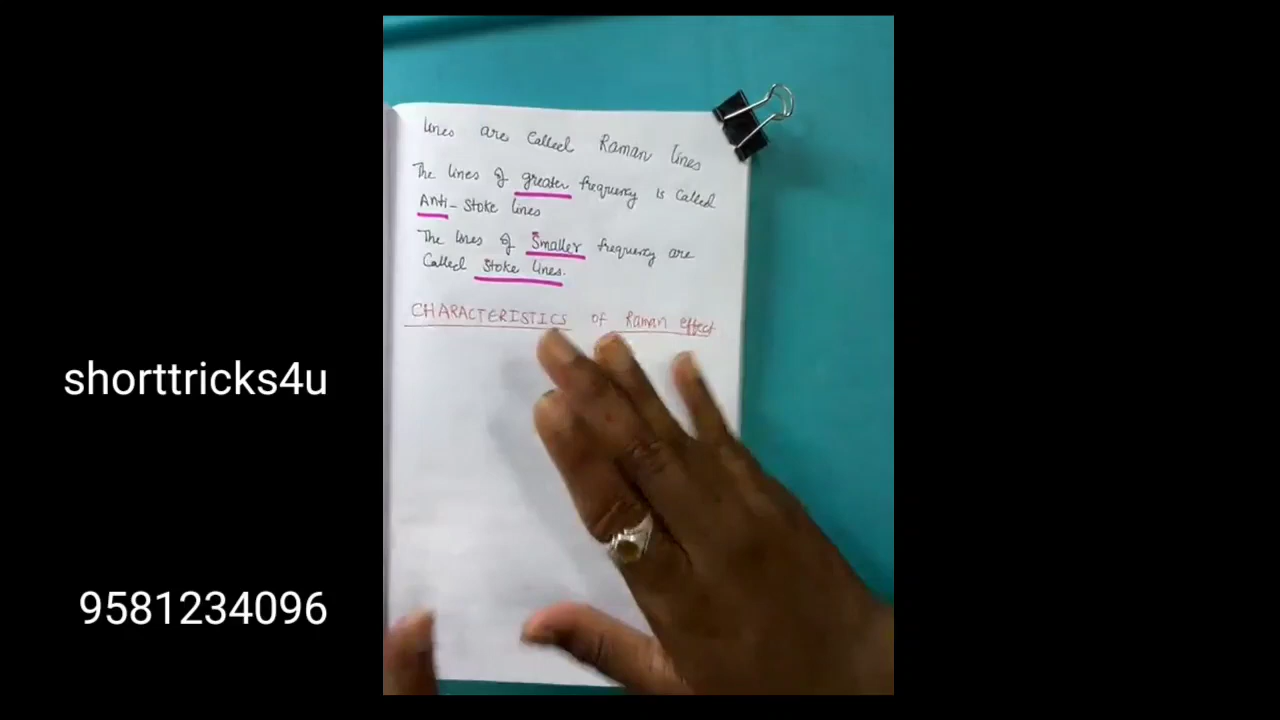 lines are called Raman lines
The lines of greater frequency is called
Anti-Stoke lines
The lines of Smaller frequency are
Called Stoke lines.
CHARACTERISTICS of Raman effect
shorttricks4u
9581234096